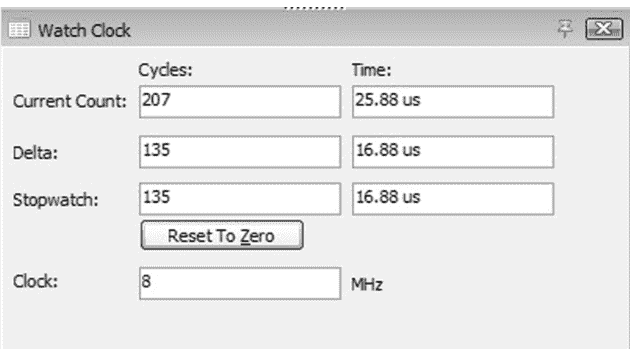 Watch Clock
Cycles: Time:
Current Count: 207 25.88 us
Delta: 135 16.88 us
Stopwatch: 135 16.88 us
Reset To Zero
Clock: 8 MHz